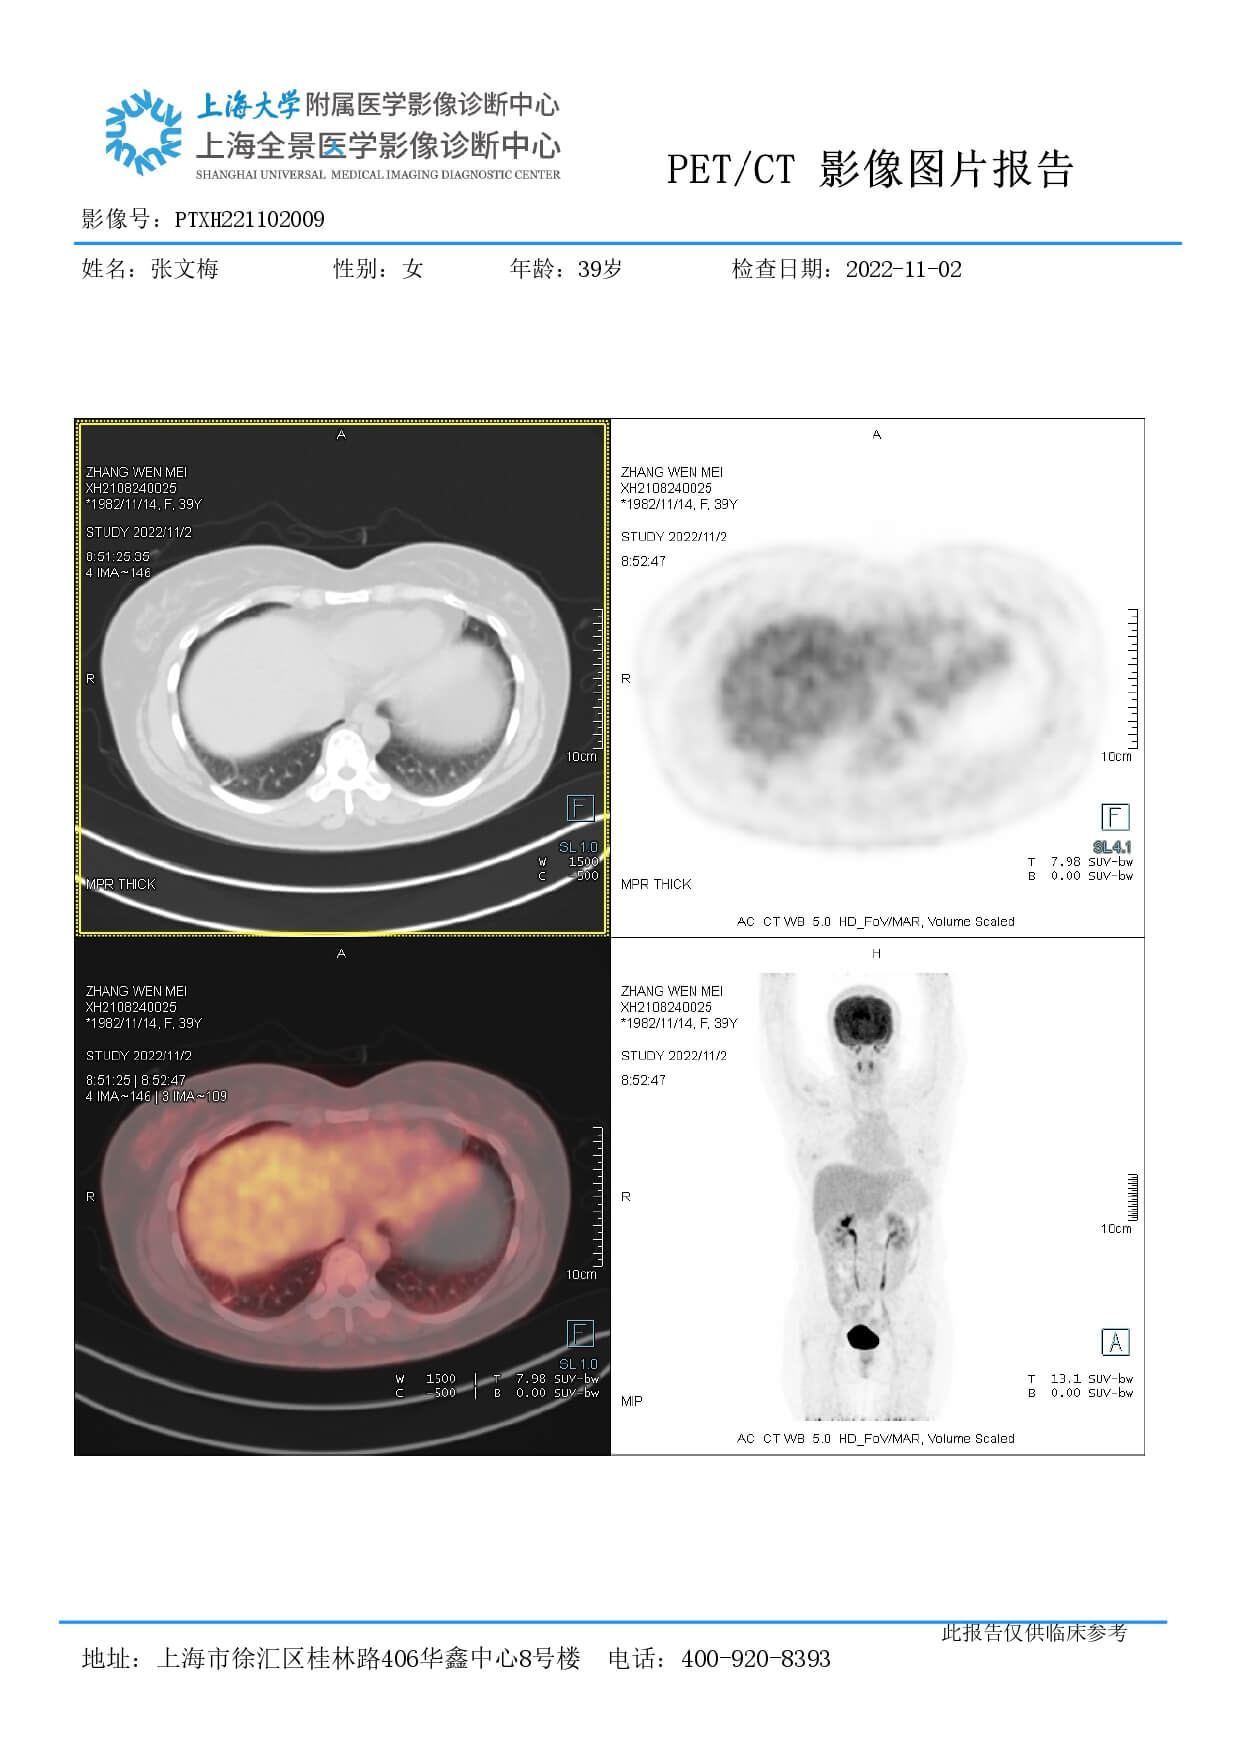 上海大学附属医学影像诊断中心
上海全景医学影像诊断中心
SHANGHAI UNIVERSAL MEDICAL IMAGING DIAGNOSTIC CENTER
PET/CT 影像图片报告
影像号：PTXH221102009
姓名：张文梅 性别：女 年龄：39岁 检查日期：2022-11-02
A
ZHANG WEN MEI
XH2108240025
*1982/11/14, F, 39Y
STUDY 2022/11/2
8:51:25.35
4 IMA~146
R
10cm
F
SL 1.0
W 1500
C -500
MPR THICK
A
ZHANG WEN MEI
XH2108240025
*1982/11/14, F, 39Y
STUDY 2022/11/2
8:52:47
R
10cm
F
SL4.1
T 7.98 SUV-bw
B 0.00 SUV-bw
MPR THICK
AC CT WB 5.0 HD_FoV/MAR, Volume Scaled
A
ZHANG WEN MEI
XH2108240025
*1982/11/14, F, 39Y
STUDY 2022/11/2
8:51:25 | 8:52:47
4 IMA~146 | 3 IMA~109
R
10cm
F
SL 1.0
W 1500 | T 7.98 SUV-bw
C -500 | B 0.00 SUV-bw
H
ZHANG WEN MEI
XH2108240025
*1982/11/14, F, 39Y
STUDY 2022/11/2
8:52:47
R
10cm
A
T 13.1 SUV-bw
B 0.00 SUV-bw
MIP
AC CT WB 5.0 HD_FoV/MAR, Volume Scaled
此报告仅供临床参考
地址：上海市徐汇区桂林路406华鑫中心8号楼 电话：400-920-8393